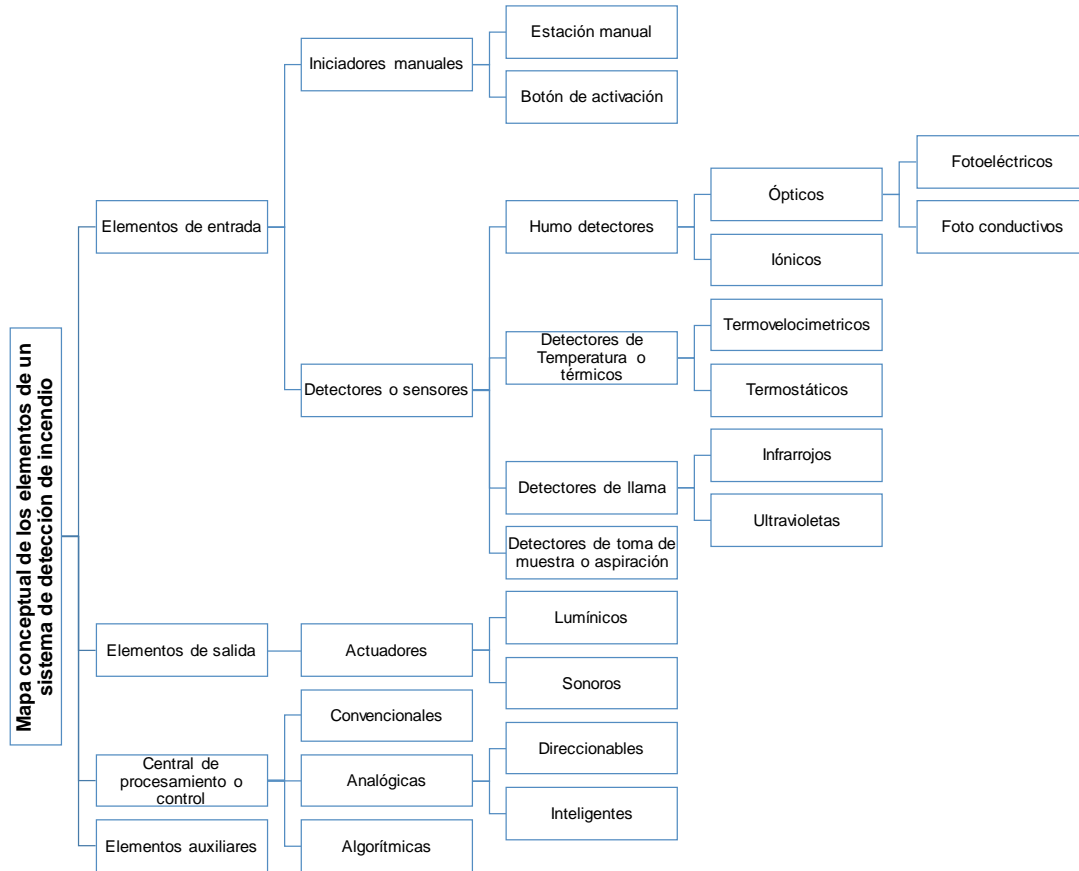 Mapa conceptual de los elementos de un
sistema de detección de incendio
Elementos de entrada
Iniciadores manuales
Estación manual
Botón de activación
Detectores o sensores
Humo detectores
Ópticos
Fotoeléctricos
Foto conductivos
Iónicos
Detectores de
Temperatura o
térmicos
Termovelocimetricos
Termostáticos
Detectores de llama
Infrarrojos
Ultravioletas
Detectores de toma de
muestra o aspiración
Elementos de salida
Actuadores
Lumínicos
Sonoros
Central de
procesamiento o
control
Convencionales
Analógicas
Direccionables
Inteligentes
Algorítmicas
Elementos auxiliares